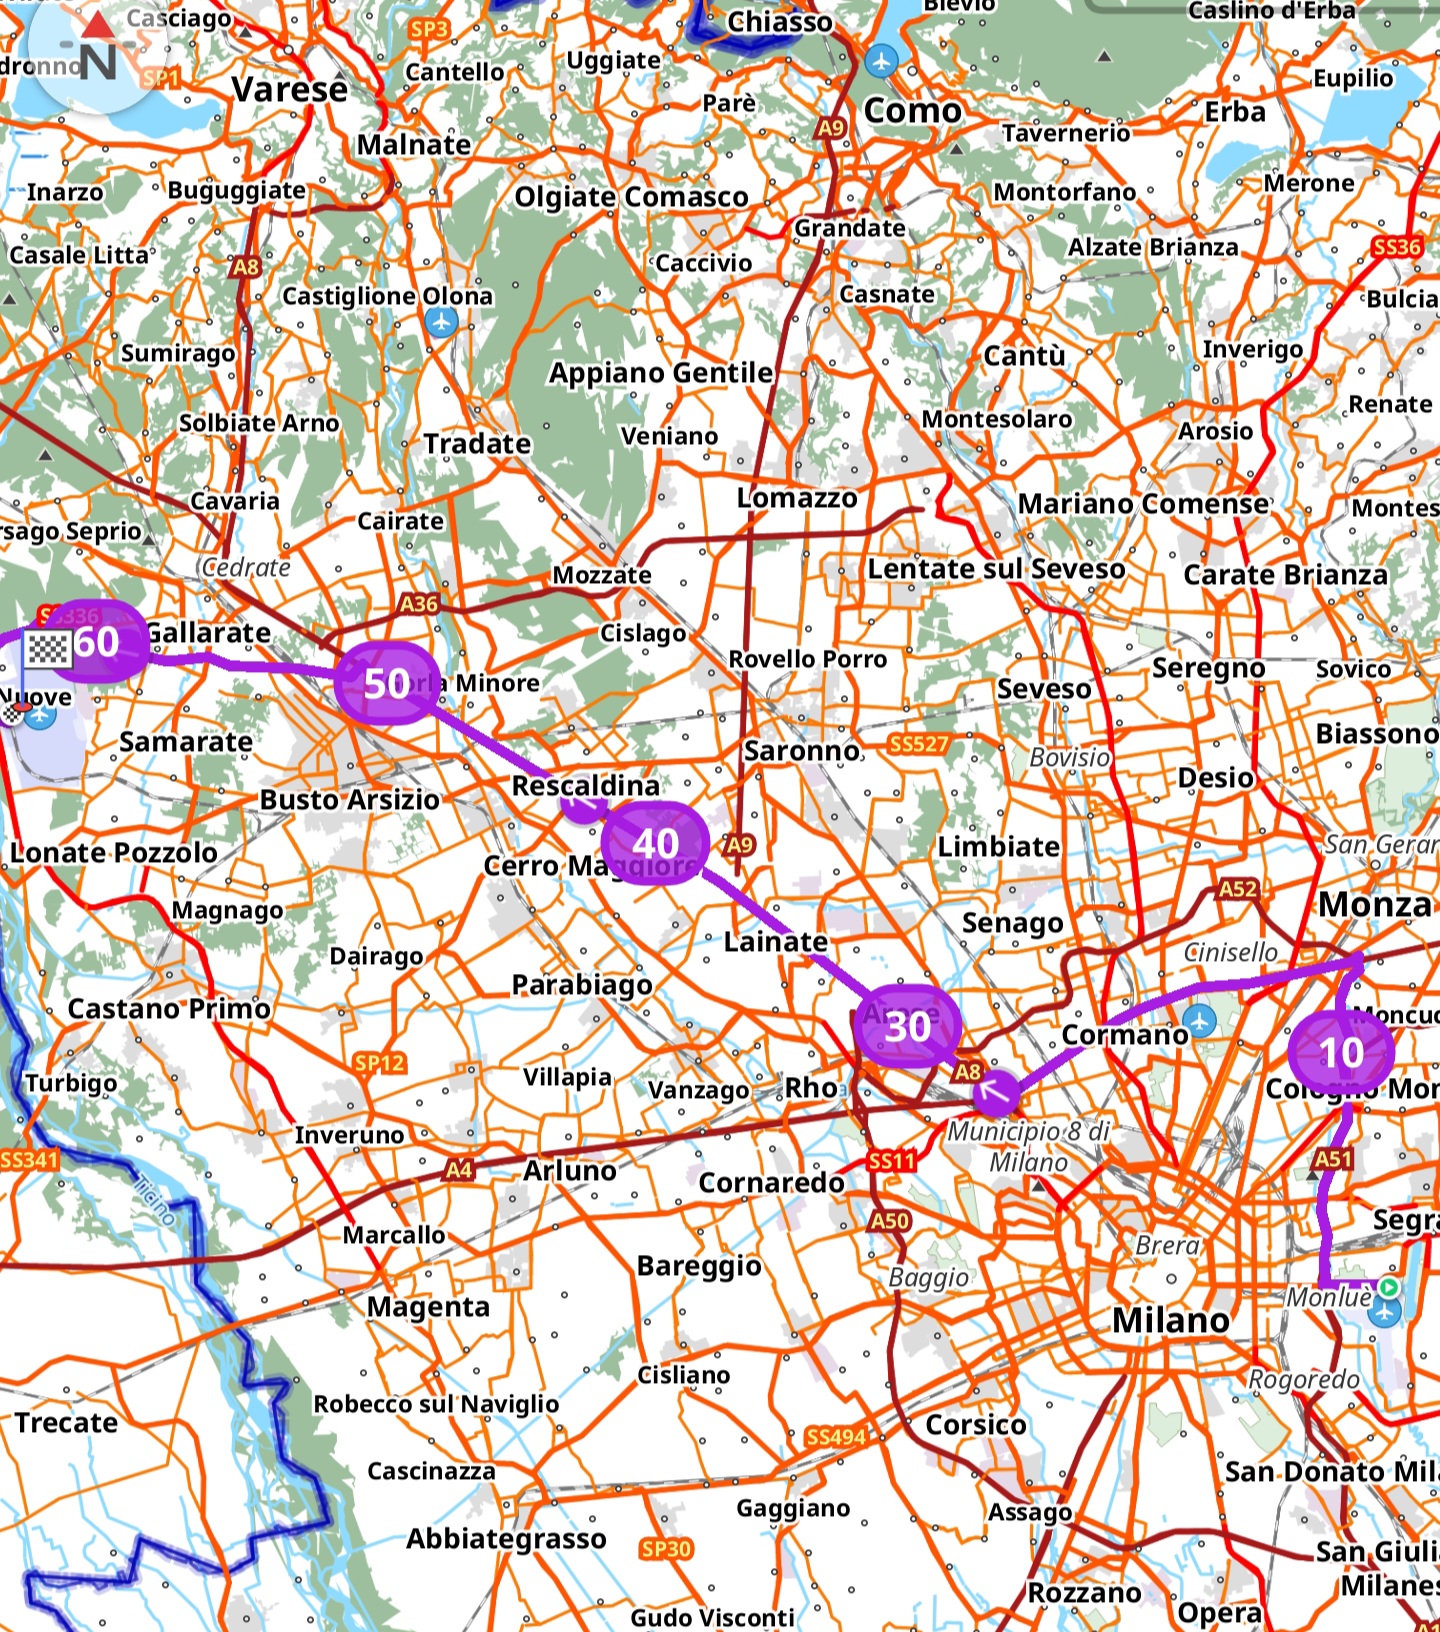 Casciago
SP3
Chiasso
Blevio
Caslino d'Erba
N
SP1
Varese
Cantello
Uggiate
Parè
Como
Erba
Eupilio
Malnate
A9
Tavernerio
Inarzo
Buguggiate
Olgiate Comasco
Montorfano
Merone
Grandate
Casale Litta
A8
Caccivio
Alzate Brianza
SS36
Castiglione Olona
Casnate
Bulcia
Sumirago
Appiano Gentile
Cantù
Inverigo
Solbiate Arno
Tradate
Veniano
Montesolaro
Arosio
Renate
Cavaria
Cairate
Lomazzo
Mariano Comense
Montes
rsago Seprio
Cedrate
Mozzate
Lentate sul Seveso
Carate Brianza
A36
60
Gallarate
Cislago
Rovello Porro
Seregno
Sovico
Nuove
50
Minore
Seveso
Samarate
Saronno
SS527
Bovisio
Biassono
Busto Arsizio
Rescaldina
Desio
Lonate Pozzolo
40
Cerro Maggiore
A9
Limbiate
San Gerar
Magnago
A52
Monza
Dairago
Lainate
Senago
Cinisello
Castano Primo
Parabiago
30
Cormano
Moncuc
10
Turbigo
SP12
Villapia
Vanzago
Rho
A8
Cologno Mon
Inveruno
Municipio 8 di
Milano
SS341
A4
Arluno
Cornaredo
SS11
A51
Ticino
Marcallo
A50
Segra
Bareggio
Baggio
Brera
Magenta
Milano
Monluè
Cisliano
Rogoredo
Robecco sul Naviglio
Trecate
SS494
Corsico
Cascinazza
San Donato Mila
Gaggiano
Assago
Abbiategrasso
SP30
San Giulia
Milanes
Rozzano
Gudo Visconti
Opera